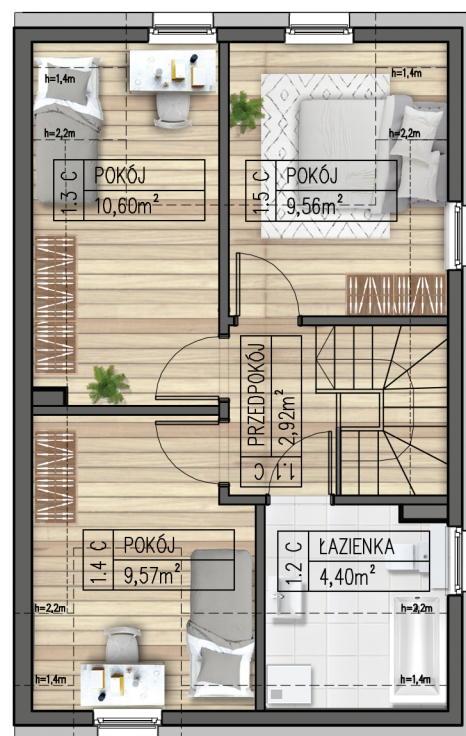 h=1,4m
h=1,4m
h=2,2m
h=2,2m
1.3 C
POKÓJ
10,60m²
1.5 C
POKÓJ
9,56m²
PRZEDPOKÓJ
2,92m²
1.1 C
1.4 C
POKÓJ
9,57m²
1.2 C
ŁAZIENKA
4,40m²
h=2,2m
h=2,2m
h=1,4m
h=1,4m